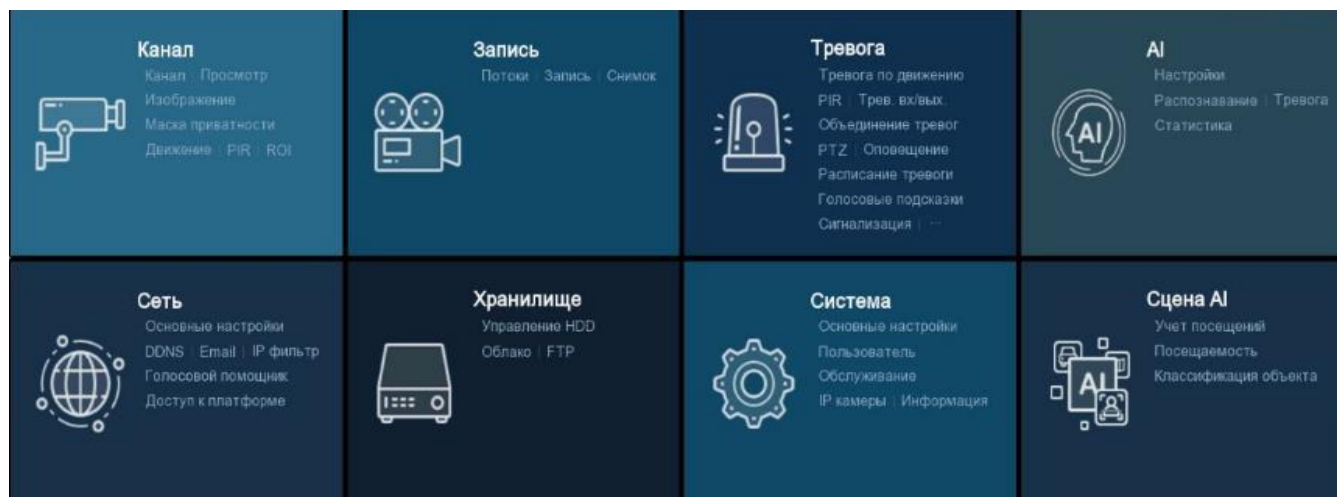 Канал
Канал | Просмотр
Изображение
Маска приватности
Движение | PIR | ROI
Запись
Потоки | Запись | Снимок
Тревога
Тревога по движению
PIR | Трев. вх/вых.
Объединение тревог
PTZ | Оповещение
Расписание тревоги
Голосовые подсказки
Сигнализация | ...
AI
Настройки
Распознавание | Тревога
Статистика
AI
Сеть
Основные настройки
DDNS | Email | IP фильтр
Голосовой помощник
Доступ к платформе
Хранилище
Управление HDD
Облако | FTP
Система
Основные настройки
Пользователь
Обслуживание
IP камеры | Информация
Сцена AI
Учет посещений
Посещаемость
Классификация объекта
AI